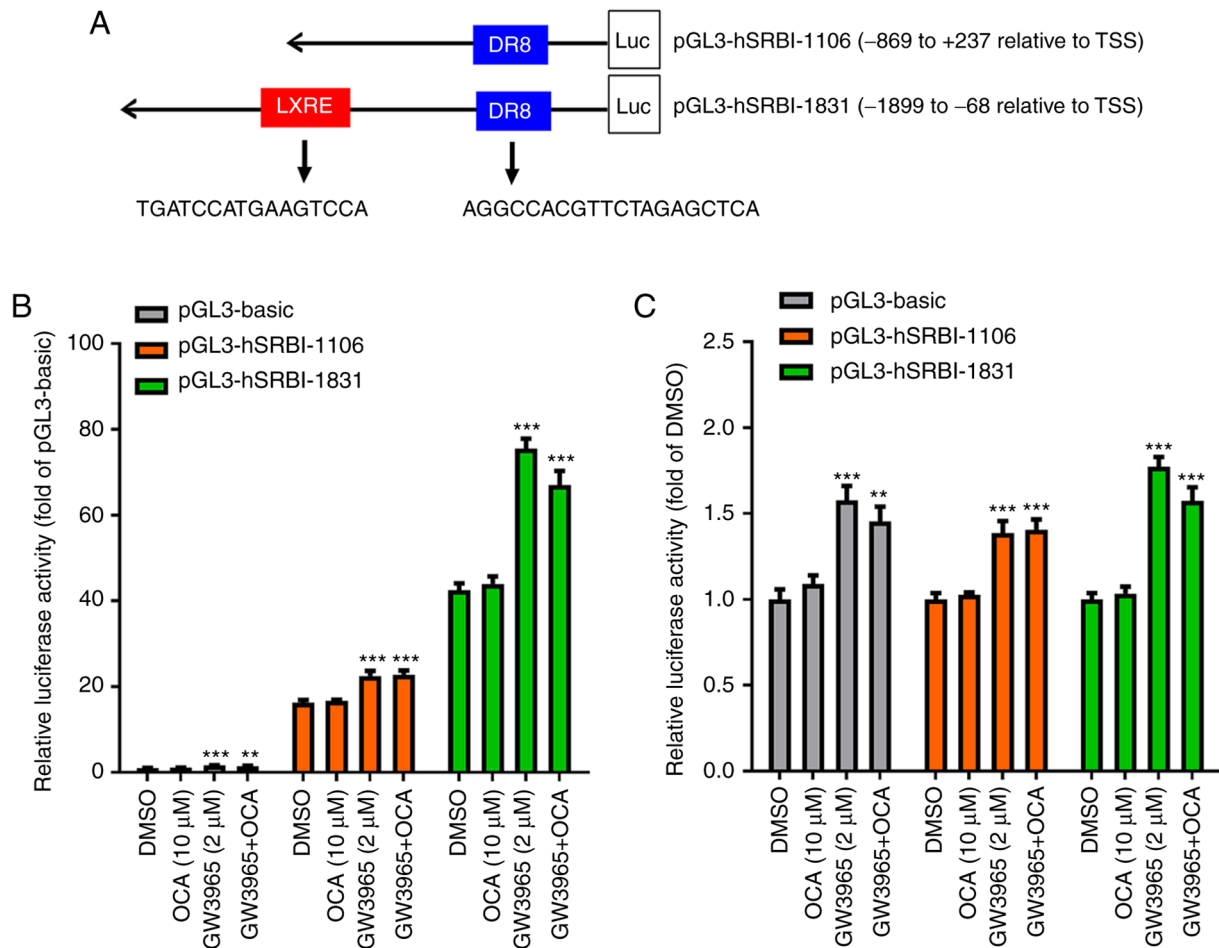 A
DR8
Luc
pGL3-hSRBI-1106 (–869 to +237 relative to TSS)
LXRE
DR8
Luc
pGL3-hSRBI-1831 (–1899 to –68 relative to TSS)
TGATCCATGAAGTCCA
AGGCCACGTTCTAGAGCTCA
B
pGL3-basic
pGL3-hSRBI-1106
pGL3-hSRBI-1831
Relative luciferase activity (fold of pGL3-basic)
100
80
60
40
20
0
***
**
***
***
***
***
DMSO
OCA (10 µM)
GW3965 (2 µM)
GW3965+OCA
DMSO
OCA (10 µM)
GW3965 (2 µM)
GW3965+OCA
DMSO
OCA (10 µM)
GW3965 (2 µM)
GW3965+OCA
C
pGL3-basic
pGL3-hSRBI-1106
pGL3-hSRBI-1831
Relative luciferase activity (fold of DMSO)
2.5
2.0
1.5
1.0
0.5
0.0
***
**
***
***
***
***
DMSO
OCA (10 µM)
GW3965 (2 µM)
GW3965+OCA
DMSO
OCA (10 µM)
GW3965 (2 µM)
GW3965+OCA
DMSO
OCA (10 µM)
GW3965 (2 µM)
GW3965+OCA